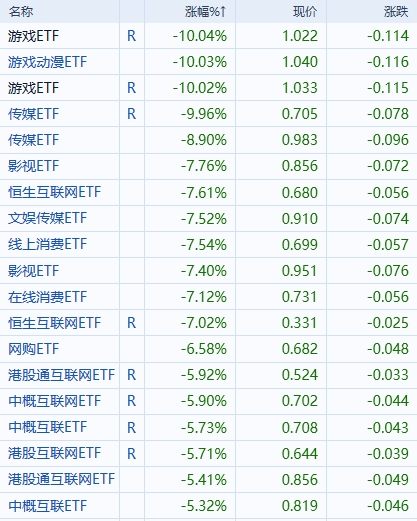 名称 涨幅%↑ 现价 涨跌
游戏ETF R -10.04% 1.022 -0.114
游戏动漫ETF -10.03% 1.040 -0.116
游戏ETF R -10.02% 1.033 -0.115
传媒ETF R -9.96% 0.705 -0.078
传媒ETF -8.90% 0.983 -0.096
影视ETF -7.76% 0.856 -0.072
恒生互联网ETF -7.61% 0.680 -0.056
文娱传媒ETF -7.52% 0.910 -0.074
线上消费ETF -7.54% 0.699 -0.057
影视ETF -7.40% 0.951 -0.076
在线消费ETF -7.12% 0.731 -0.056
恒生互联网ETF R -7.02% 0.331 -0.025
网购ETF -6.58% 0.682 -0.048
港股通互联网ETF R -5.92% 0.524 -0.033
中概互联网ETF R -5.90% 0.702 -0.044
中概互联ETF R -5.73% 0.708 -0.043
港股互联网ETF R -5.71% 0.644 -0.039
港股通互联网ETF -5.41% 0.856 -0.049
中概互联ETF -5.32% 0.819 -0.046